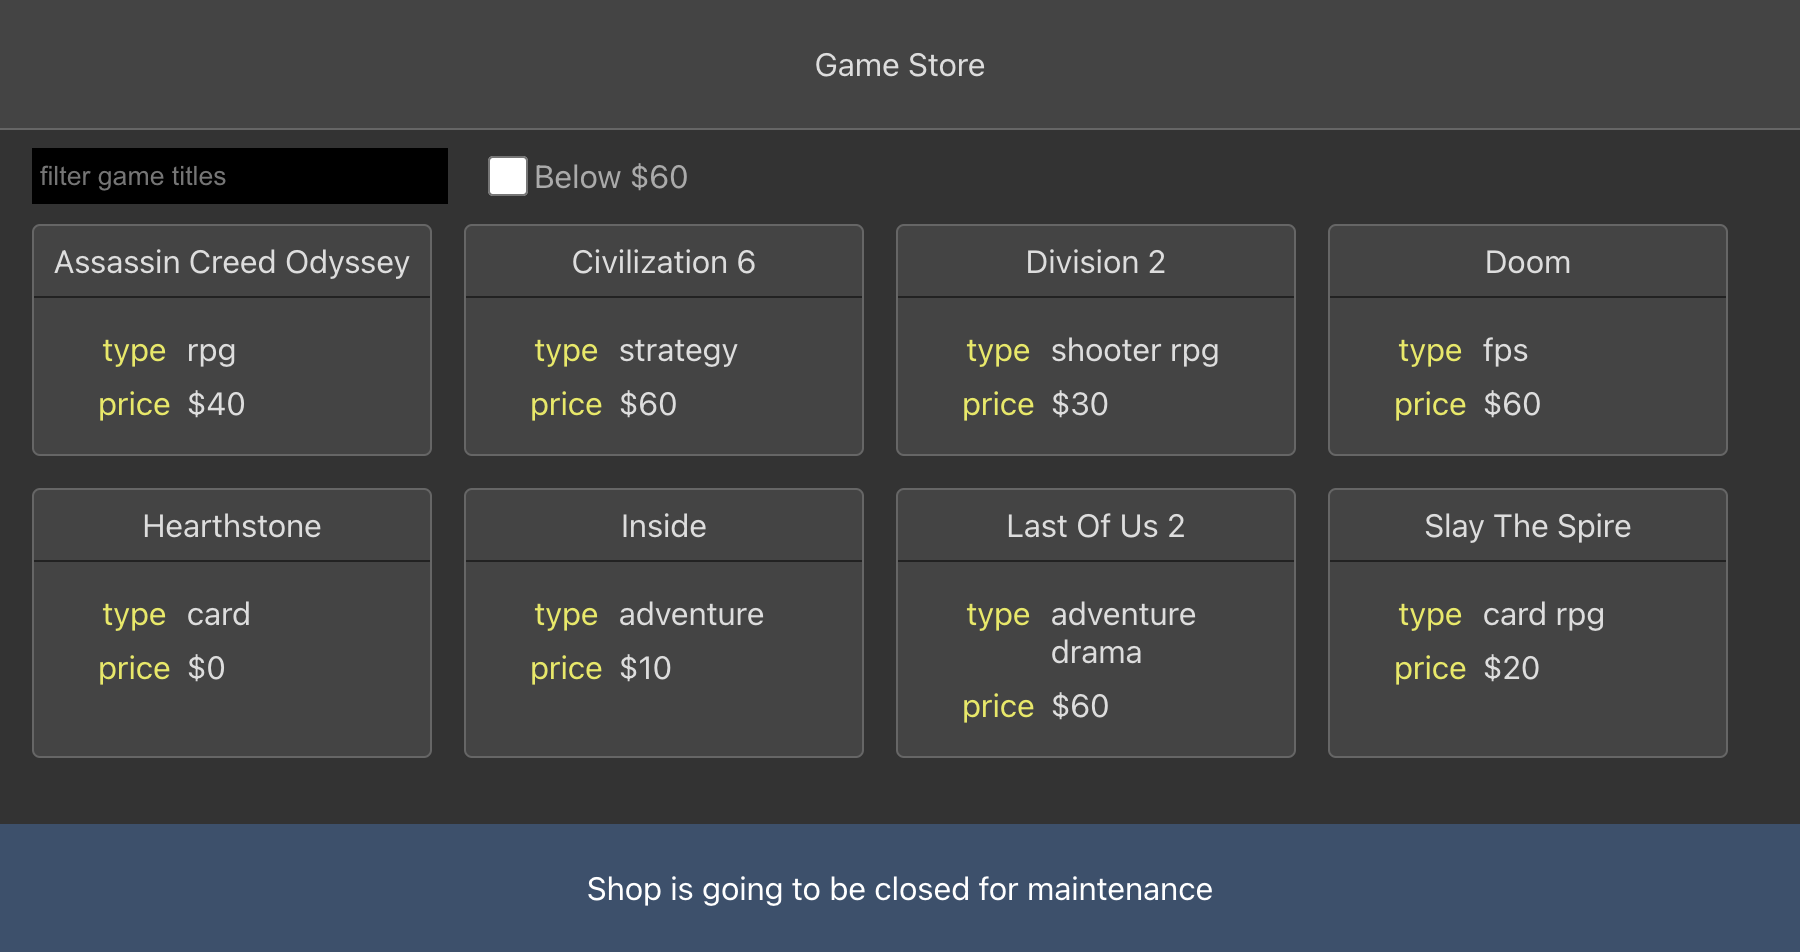 Game Store
filter game titles
Below $60
Assassin Creed Odyssey
type rpg
price $40
Civilization 6
type strategy
price $60
Division 2
type shooter rpg
price $30
Doom
type fps
price $60
Hearthstone
type card
price $0
Inside
type adventure
price $10
Last Of Us 2
type adventure
drama
price $60
Slay The Spire
type card rpg
price $20
Shop is going to be closed for maintenance